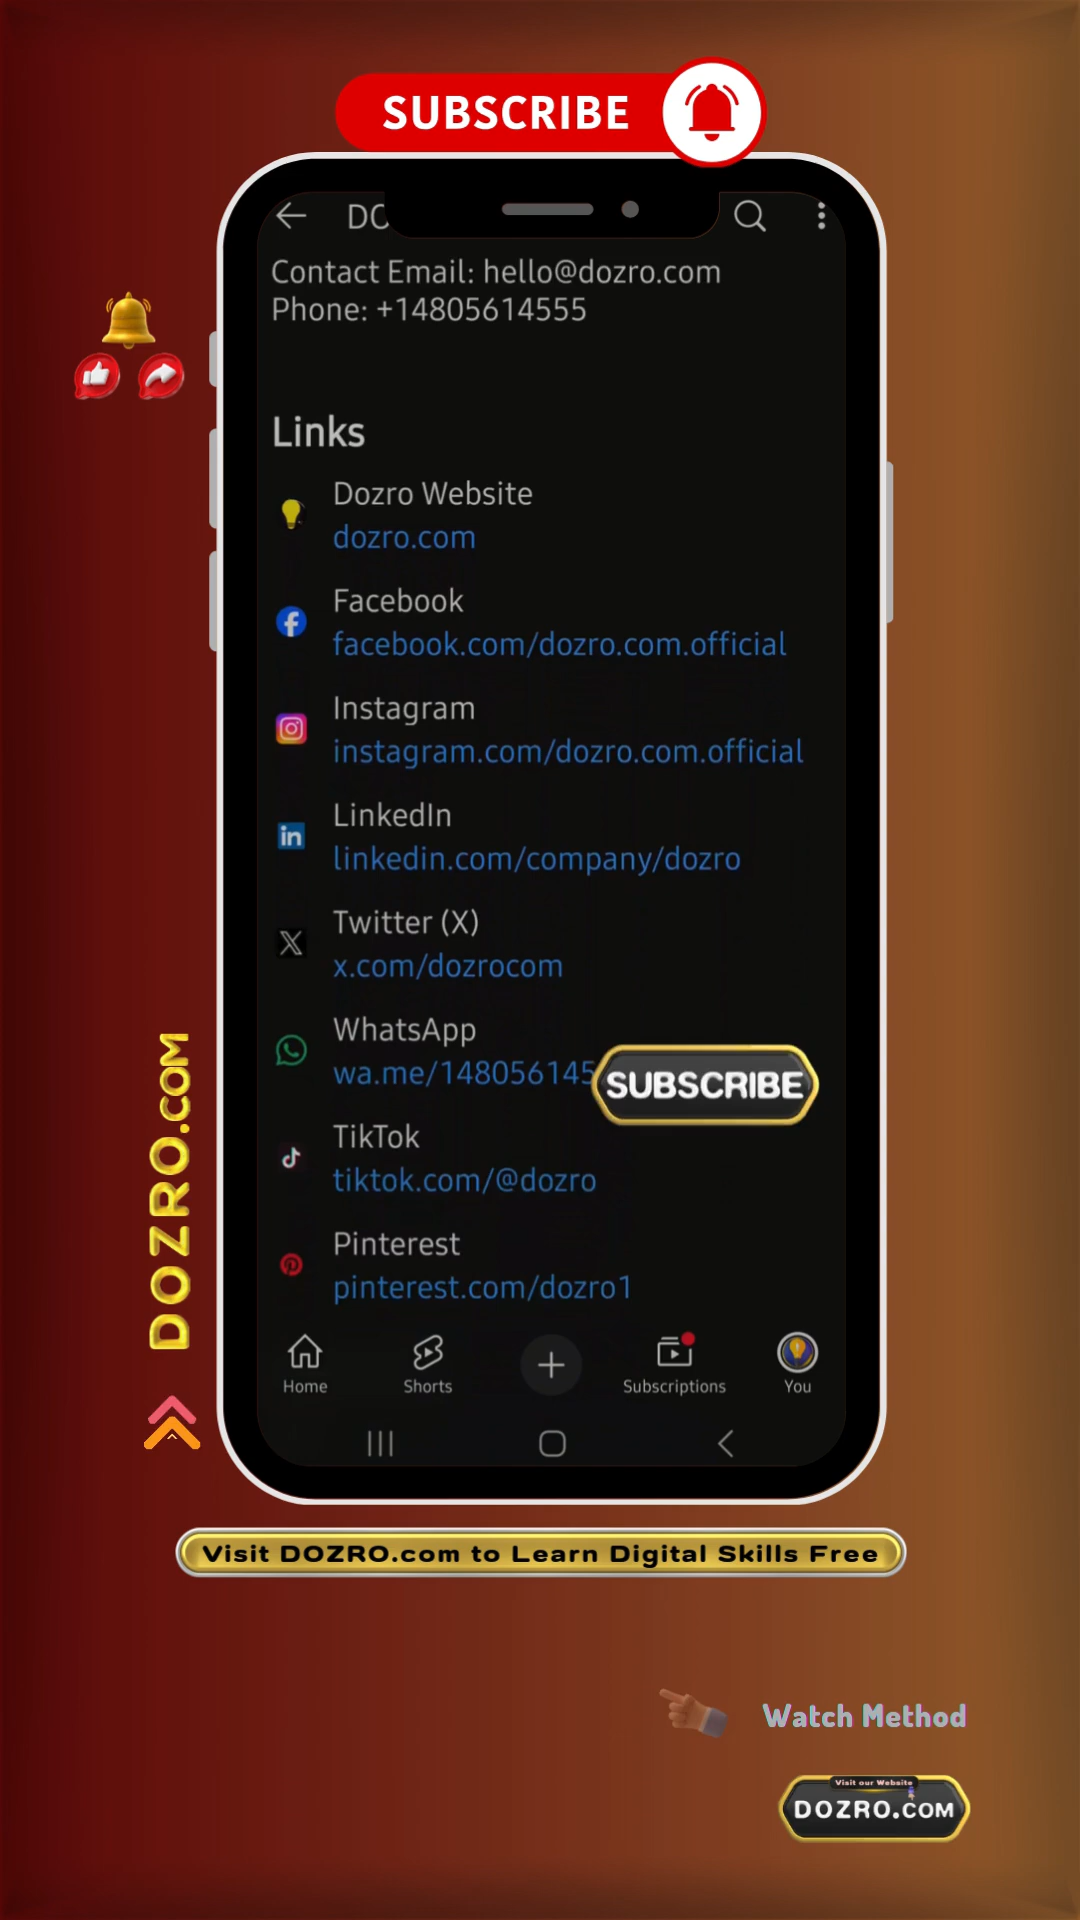 SUBSCRIBE
DO
Contact Email: hello@dozro.com
Phone: +14805614555
Links
Dozro Website
dozro.com
Facebook
facebook.com/dozro.com.official
Instagram
instagram.com/dozro.com.official
LinkedIn
linkedin.com/company/dozro
Twitter (X)
x.com/dozrocom
WhatsApp
wa.me/148056145
SUBSCRIBE
TikTok
tiktok.com/@dozro
Pinterest
pinterest.com/dozro1
Home
Shorts
Subscriptions
You
DOZRO.COM
Visit DOZRO.com to Learn Digital Skills Free
Watch Method
Visit our Website
DOZRO.COM